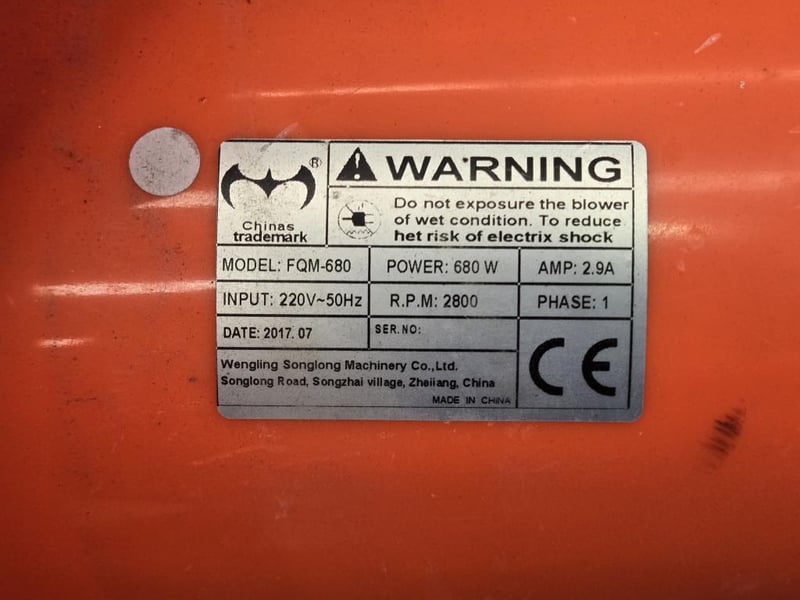 ®
Chinas
trademark
WARNING
Do not exposure the blower
of wet condition. To reduce
het risk of electrix shock
MODEL: FQM-680
POWER: 680 W
AMP: 2.9A
INPUT: 220V~50Hz
R.P.M: 2800
PHASE: 1
DATE: 2017. 07
SER.NO:
CE
Wengling Songlong Machinery Co.,Ltd.
Songlong Road, Songzhai village, Zheiiang, China
MADE IN CHINA